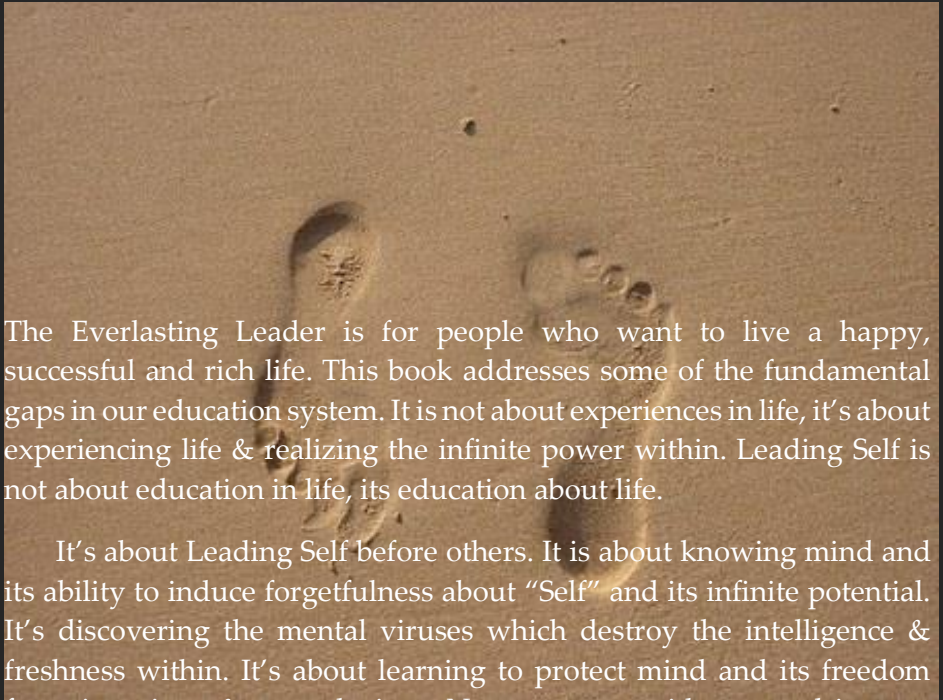 The Everlasting Leader is for people who want to live a happy,
successful and rich life. This book addresses some of the fundamental
gaps in our education system. It is not about experiences in life, it's about
experiencing life & realizing the infinite power within. Leading Self is
not about education in life, its education about life.
It's about Leading Self before others. It is about knowing mind and
its ability to induce forgetfulness about “Self” and its infinite potential.
It's discovering the mental viruses which destroy the intelligence &
freshness within. It's about learning to protect mind and its freedom